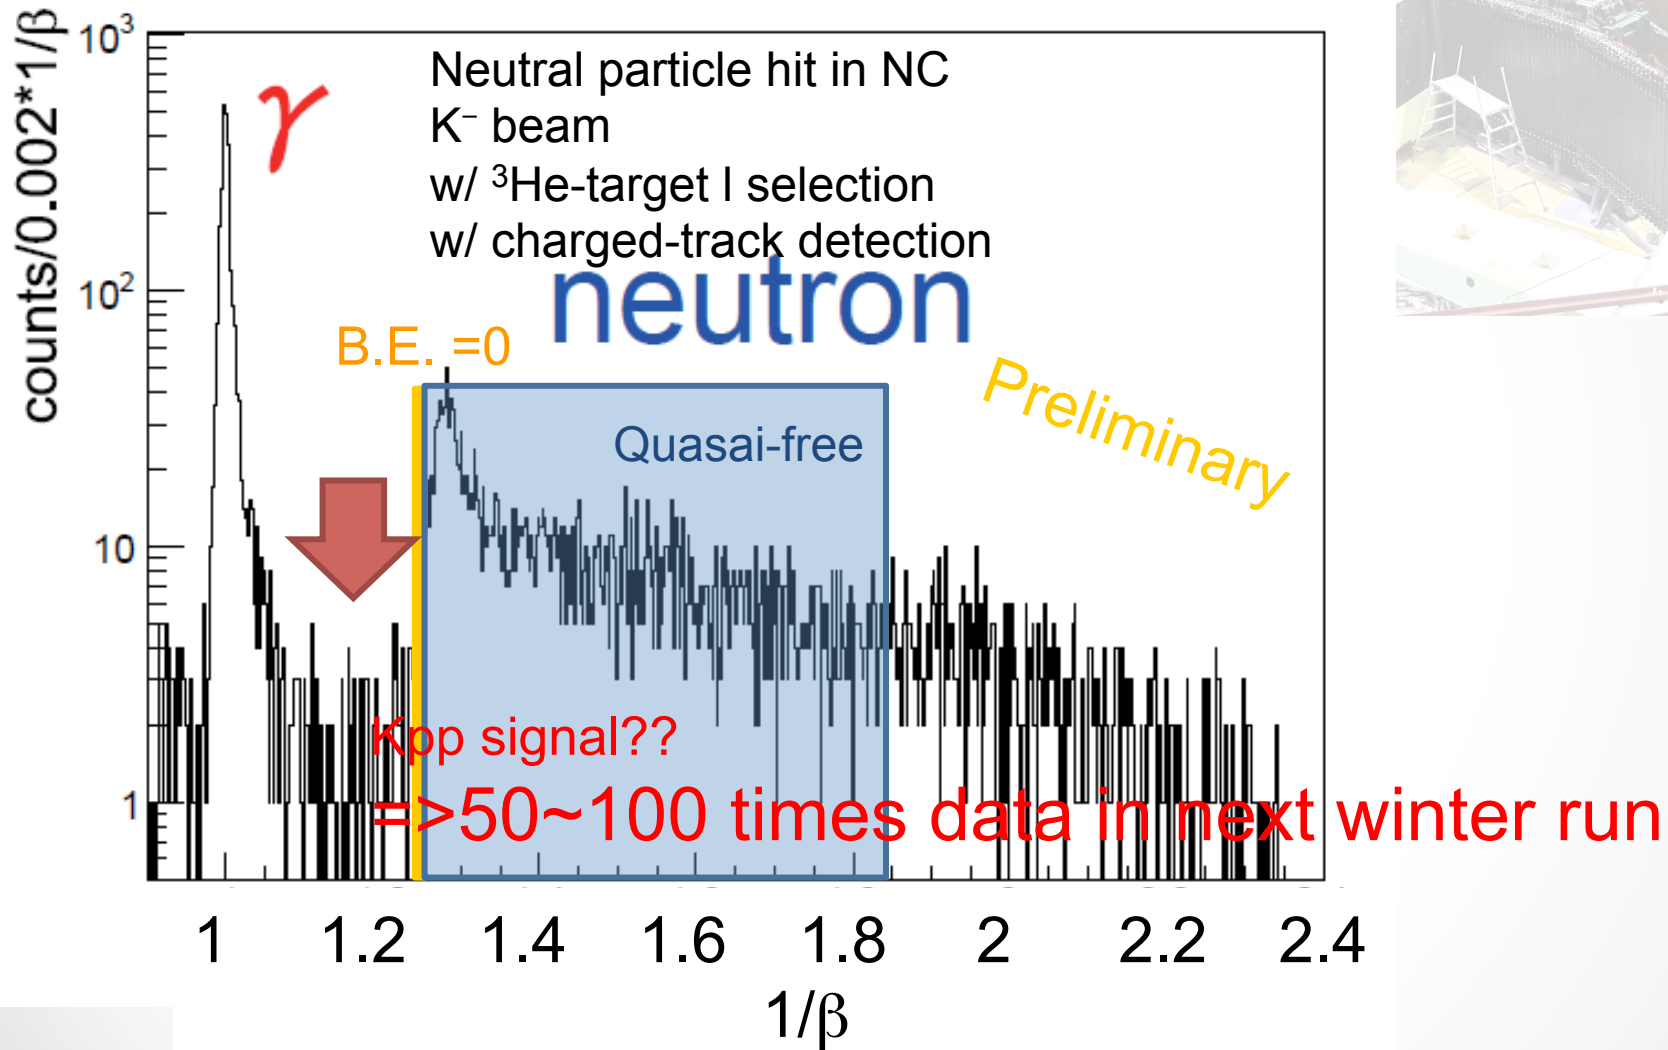 counts/0.002*1/β
10³
10²
10
1
γ
Neutral particle hit in NC
K⁻ beam
w/ ³He-target I selection
w/ charged-track detection
neutron
B.E. =0
Quasai-free
Preliminary
Kpp signal??
=>50~100 times data in next winter run
1 1.2 1.4 1.6 1.8 2 2.2 2.4
1/β